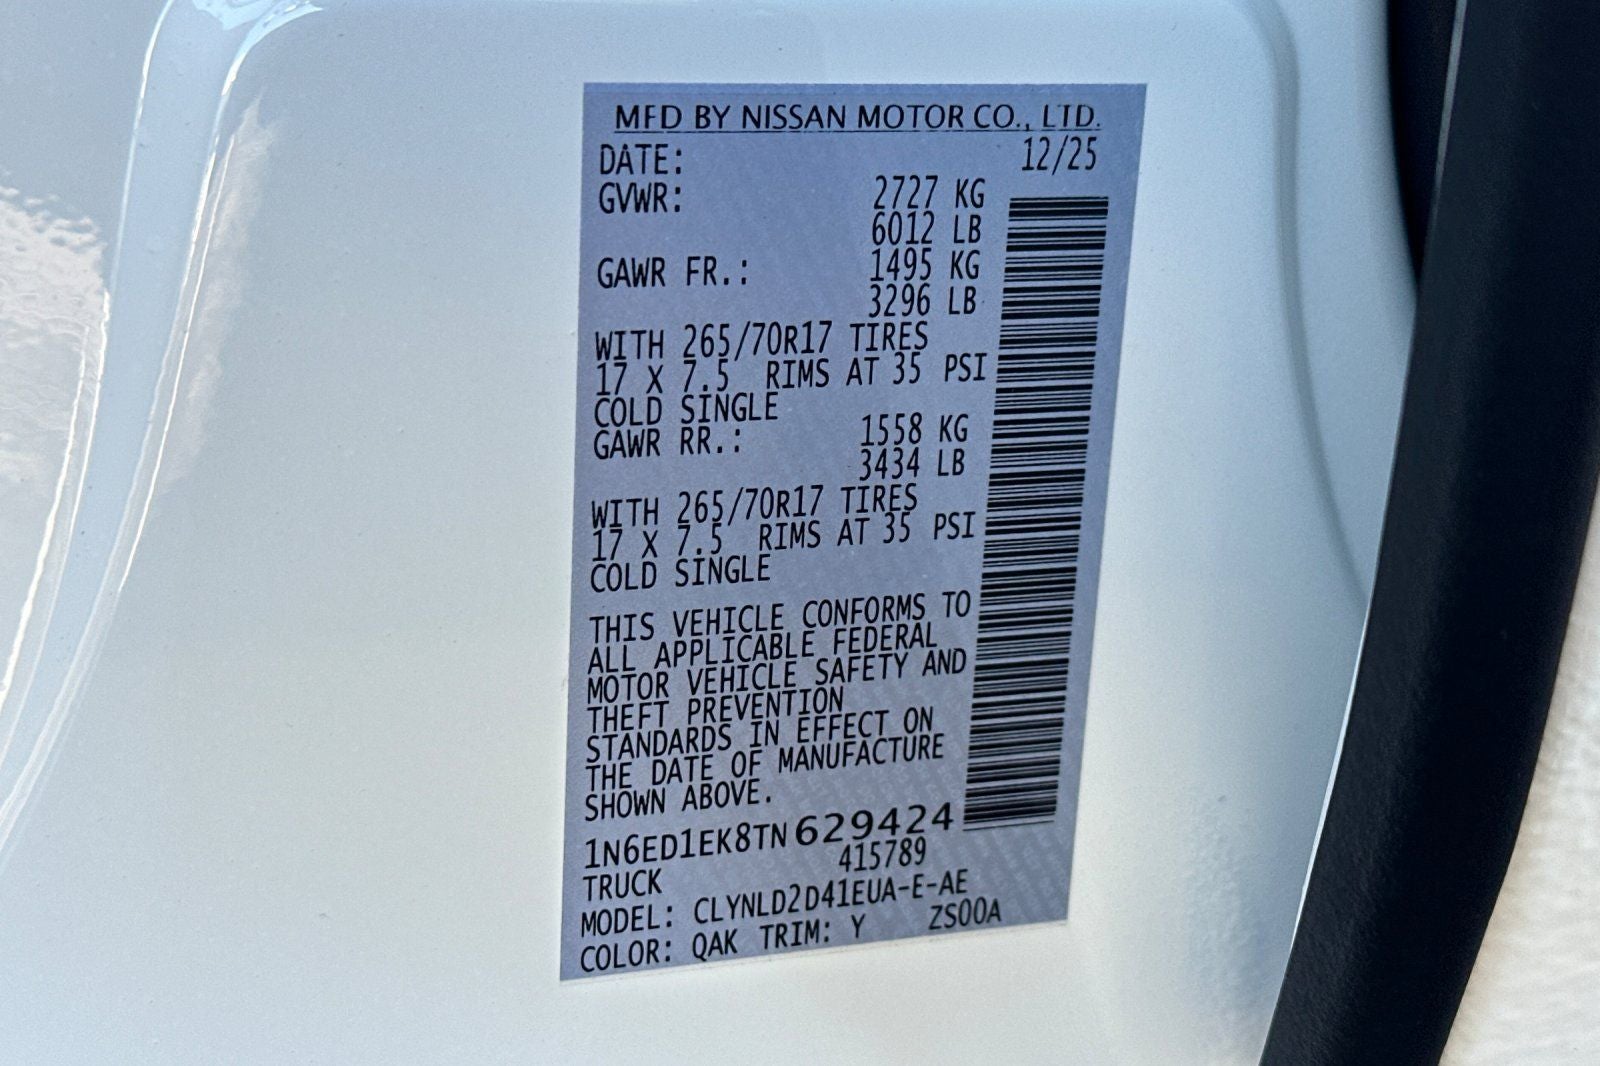 MFD BY NISSAN MOTOR CO., LTD.
DATE: 12/25
GVWR: 2727 KG
6012 LB
GAWR FR.: 1495 KG
3296 LB
WITH 265/70R17 TIRES
17 X 7.5 RIMS AT 35 PSI
COLD SINGLE
GAWR RR.: 1558 KG
3434 LB
WITH 265/70R17 TIRES
17 X 7.5 RIMS AT 35 PSI
COLD SINGLE
THIS VEHICLE CONFORMS TO
ALL APPLICABLE FEDERAL
MOTOR VEHICLE SAFETY AND
THEFT PREVENTION
STANDARDS IN EFFECT ON
THE DATE OF MANUFACTURE
SHOWN ABOVE.
1N6ED1EK8TN629424
415789
TRUCK
MODEL: CLYNLD2D41EUA-E-AE
COLOR: QAK TRIM: Y ZS00A